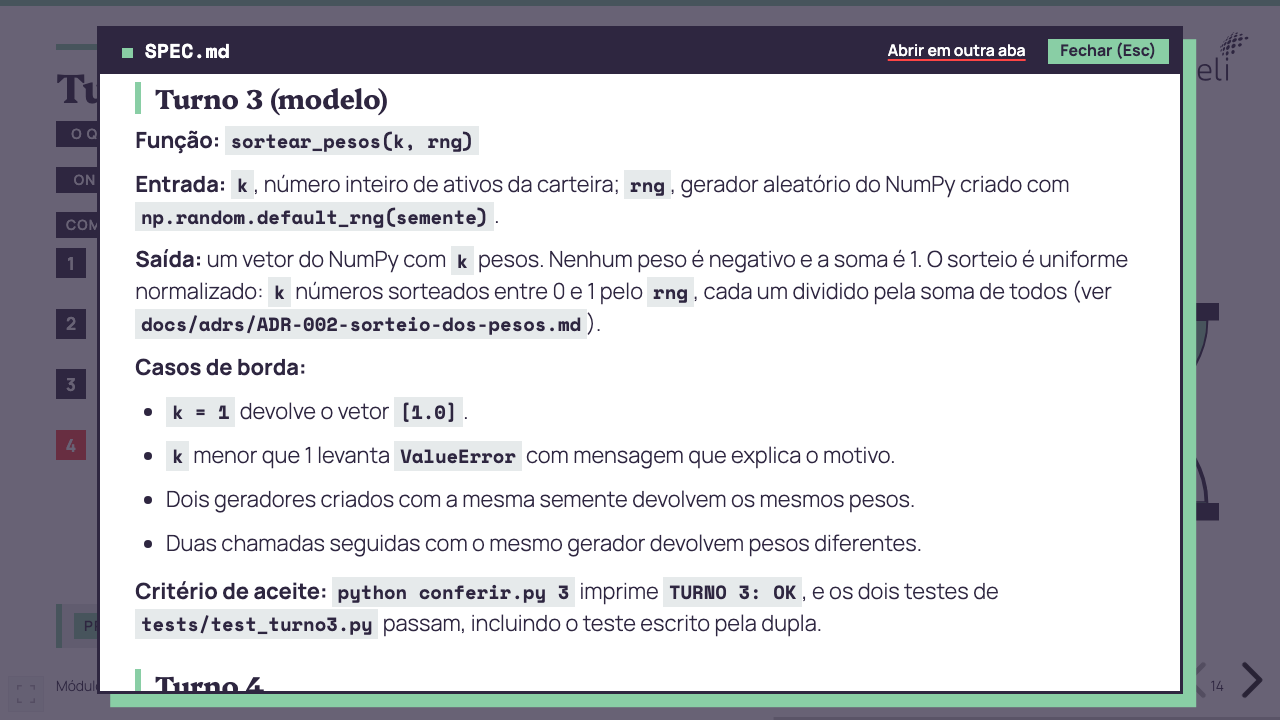 SPEC.md
Abrir em outra aba
Fechar (Esc)
Turno 3 (modelo)
Função: sortear_pesos(k, rng)
Entrada: k, número inteiro de ativos da carteira; rng, gerador aleatório do NumPy criado com
np.random.default_rng(semente).
Saída: um vetor do NumPy com k pesos. Nenhum peso é negativo e a soma é 1. O sorteio é uniforme
normalizado: k números sorteados entre 0 e 1 pelo rng, cada um dividido pela soma de todos (ver
docs/adrs/ADR-002-sorteio-dos-pesos.md).
Casos de borda:
k = 1 devolve o vetor [1.0].
k menor que 1 levanta ValueError com mensagem que explica o motivo.
Dois geradores criados com a mesma semente devolvem os mesmos pesos.
Duas chamadas seguidas com o mesmo gerador devolvem pesos diferentes.
Critério de aceite: python conferir.py 3 imprime TURNO 3: OK, e os dois testes de
tests/test_turno3.py passam, incluindo o teste escrito pela dupla.
Turno 4
1
2
3
4
14